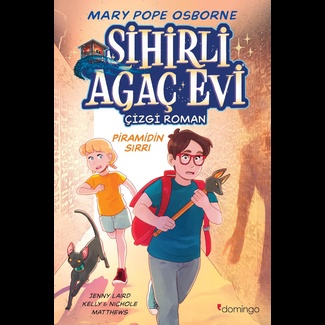 MARY POPE OSBORNE
SİHİRLİ
AĞAÇ EVİ
ÇİZGİ ROMAN
PİRAMİDİN
SIRRI
JENNY LAIRD
KELLY & NICHOLE
MATTHEWS
domingo